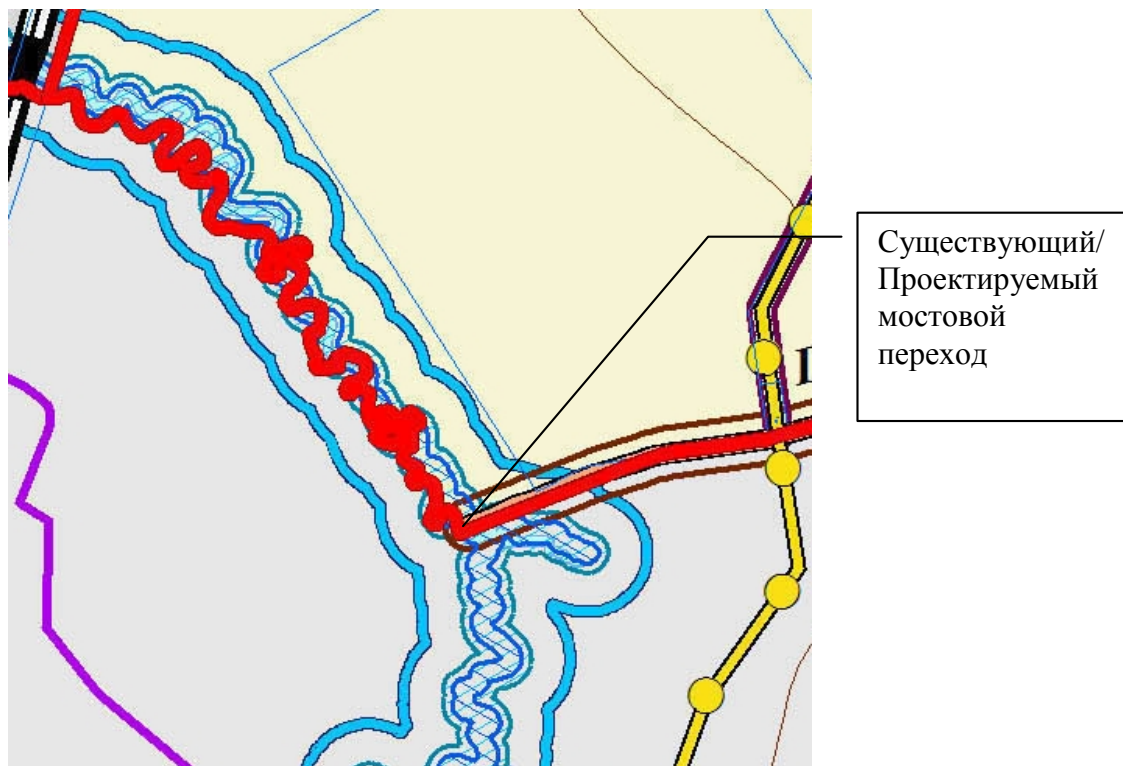 Существующий/
Проектируемый
мостовой
переход